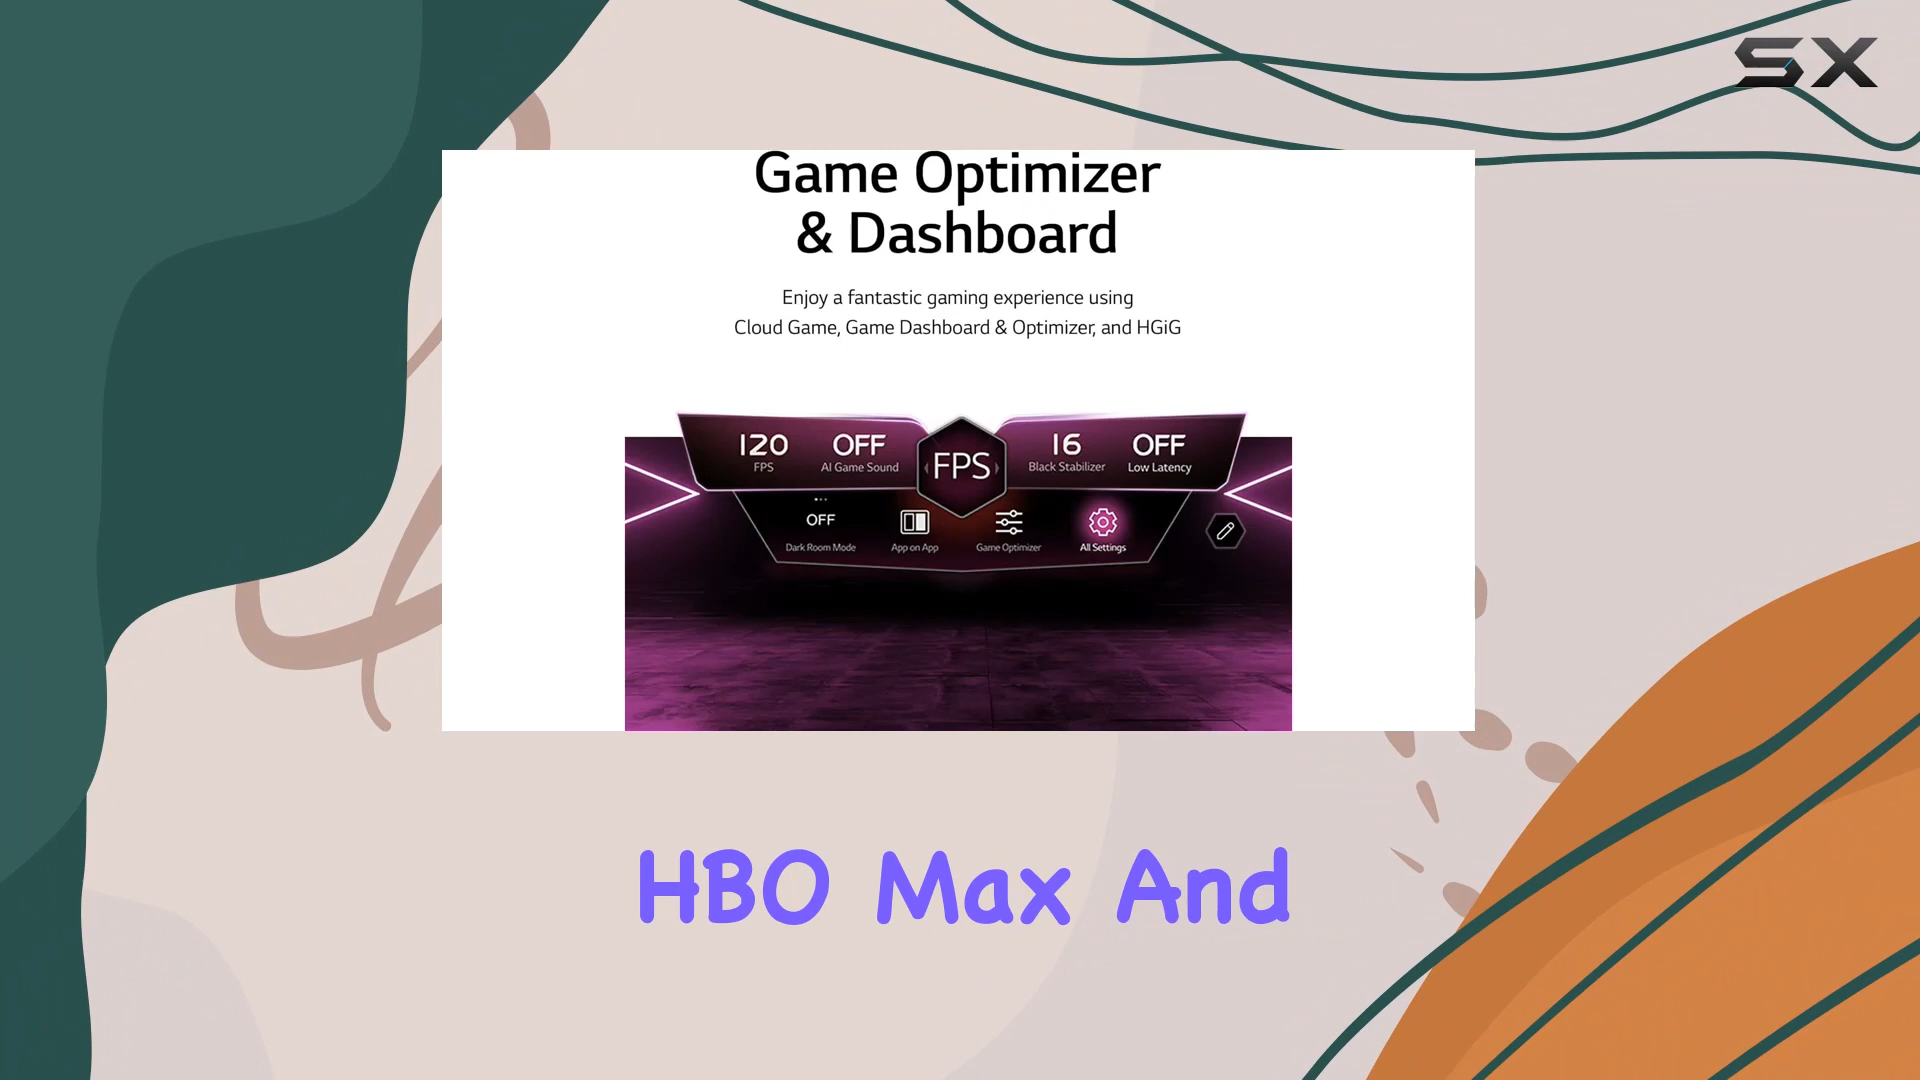 SX
Game Optimizer
& Dashboard
Enjoy a fantastic gaming experience using
Cloud Game, Game Dashboard & Optimizer, and HGiG
120 OFF FPS 16 OFF
FPS AI Game Sound Black Stabilizer Low Latency
OFF
Dark Room Mode App on App Game Optimizer All Settings
HBO Max And